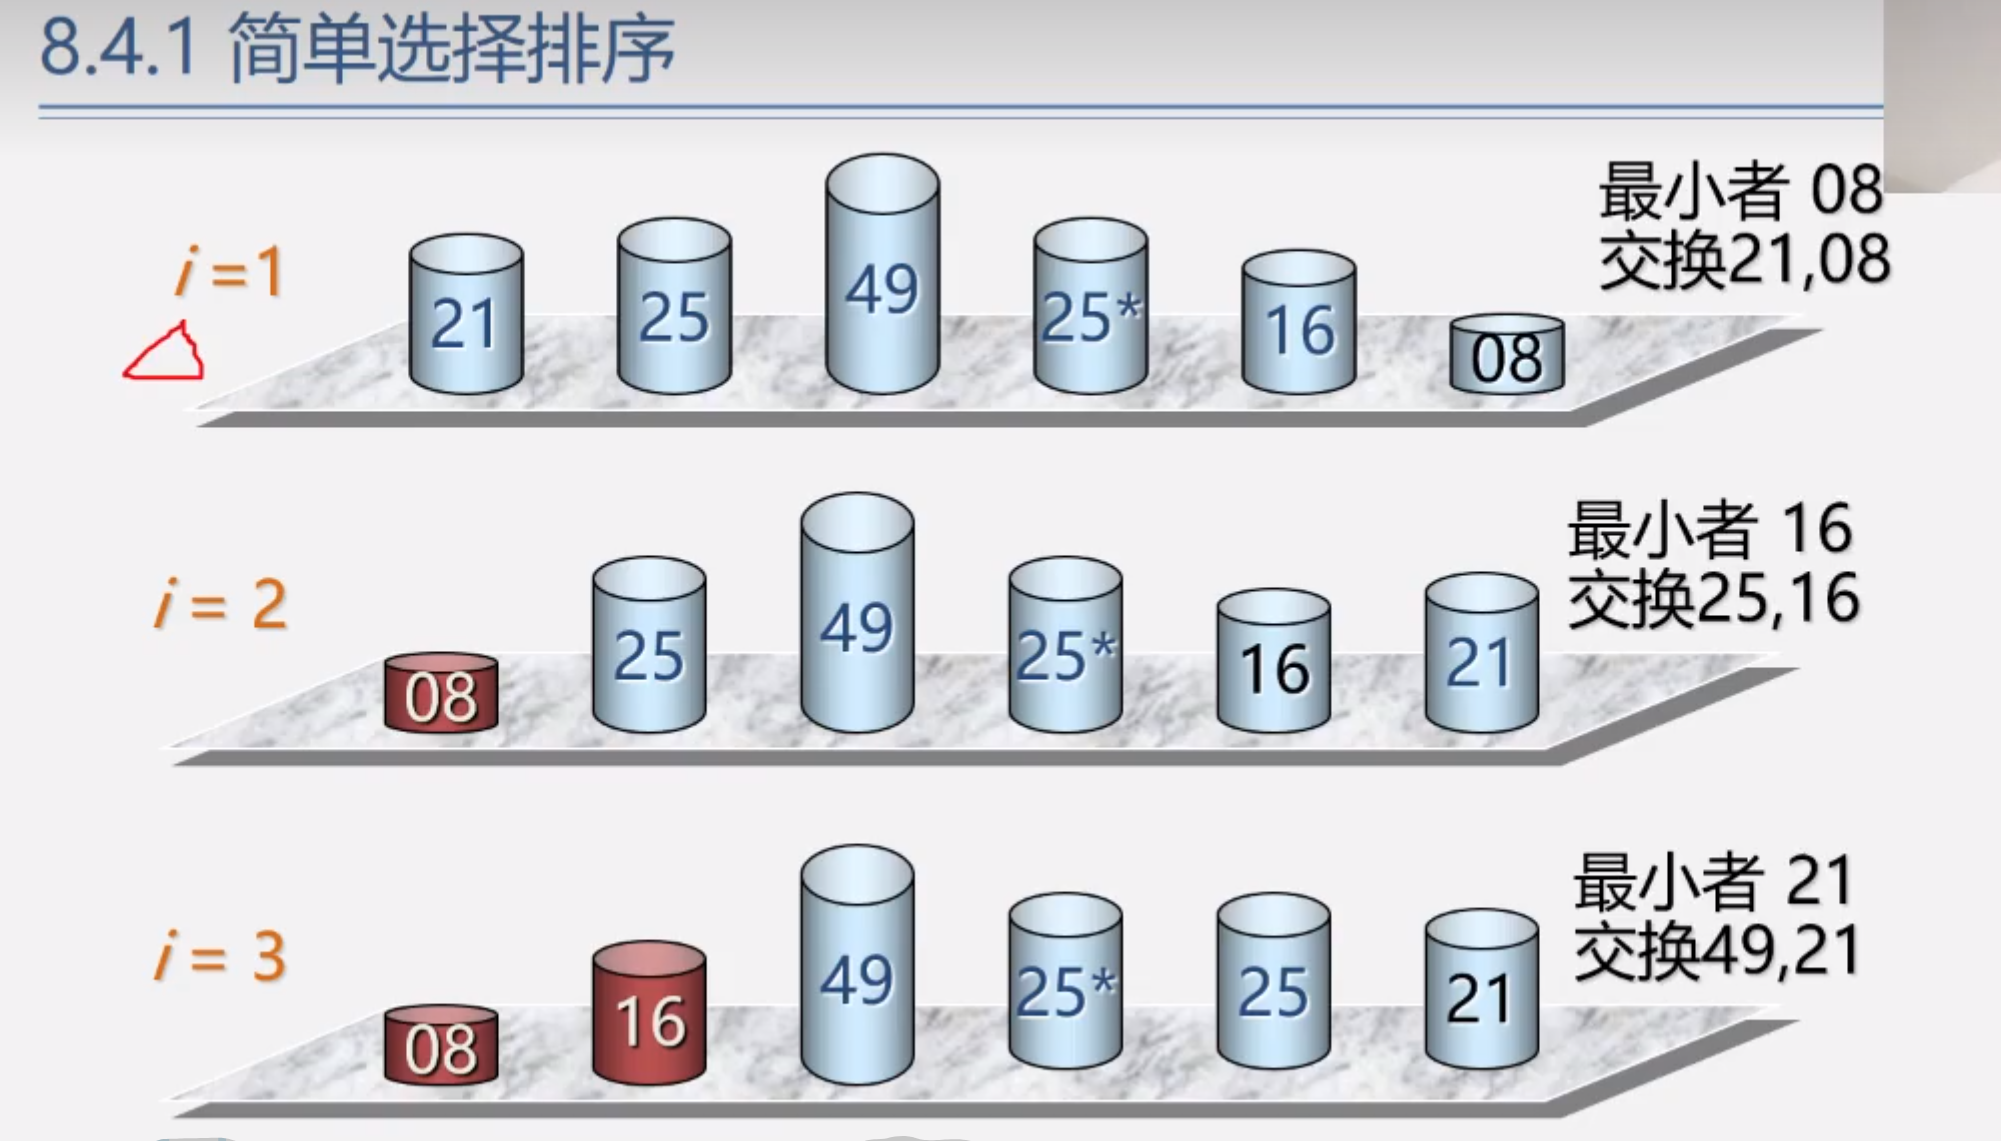 8.4.1 简单选择排序
最小者 08
交换21,08
i =1
21 25 49 25* 16 08
最小者 16
交换25,16
i = 2
08 25 49 25* 16 21
最小者 21
交换49,21
i = 3
08 16 49 25* 25 21